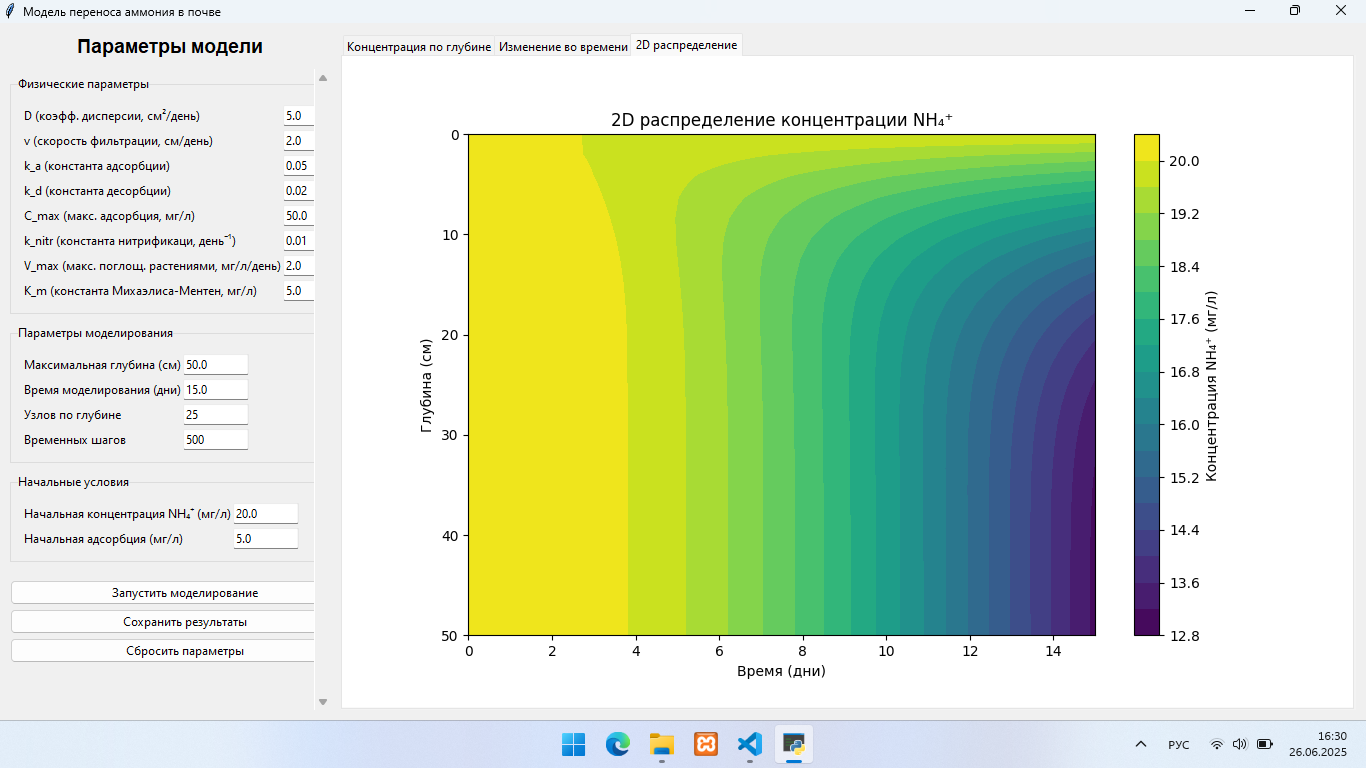 Модель переноса аммония в почве
Параметры модели
Физические параметры
D (коэфф. дисперсии, см²/день) 5.0
v (скорость фильтрации, см/день) 2.0
k_a (константа адсорбции) 0.05
k_d (константа десорбции) 0.02
C_max (макс. адсорбция, мг/л) 50.0
k_nitr (константа нитрификаци, день⁻¹) 0.01
V_max (макс. поглощ. растениями, мг/л/день) 2.0
K_m (константа Михаэлиса-Ментен, мг/л) 5.0
Параметры моделирования
Максимальная глубина (см) 50.0
Время моделирования (дни) 15.0
Узлов по глубине 25
Временных шагов 500
Начальные условия
Начальная концентрация NH₄⁺ (мг/л) 20.0
Начальная адсорбция (мг/л) 5.0
Запустить моделирование
Сохранить результаты
Сбросить параметры
Концентрация по глубине Изменение во времени 2D распределение
2D распределение концентрации NH₄⁺
Глубина (см)
0
10
20
30
40
50
0 2 4 6 8 10 12 14
Время (дни)
20.0
19.2
18.4
17.6
16.8
16.0
15.2
14.4
13.6
12.8
Концентрация NH₄⁺ (мг/л)
РУС
16:30
26.06.2025